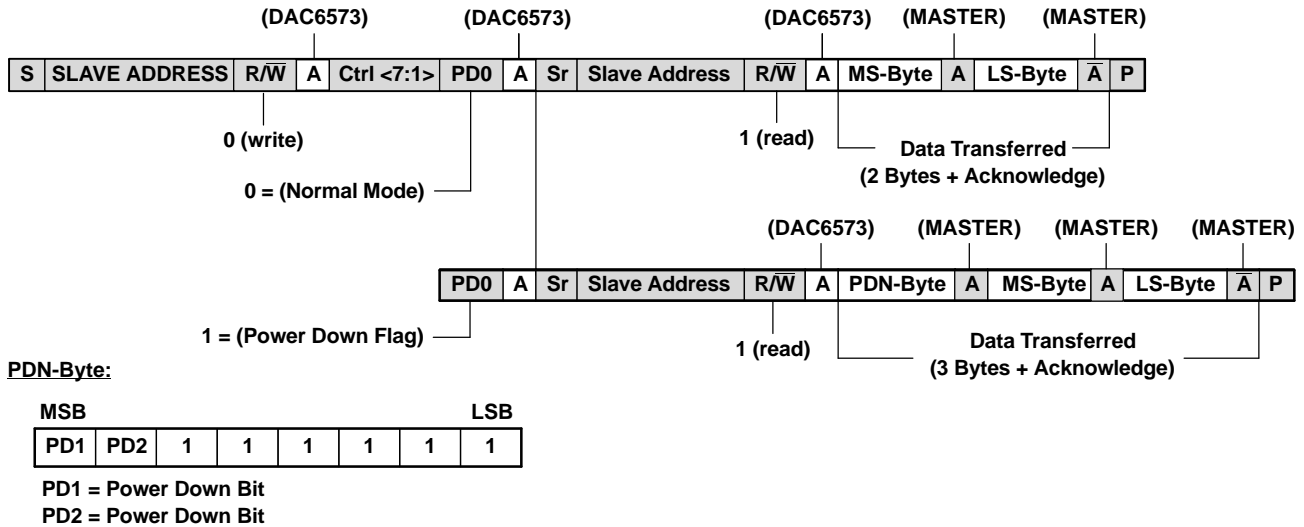 (DAC6573) (DAC6573) (DAC6573) (MASTER) (MASTER)
S SLAVE ADDRESS R/W̅ A Ctrl <7:1> PD0 A Sr Slave Address R/W̅ A MS-Byte A LS-Byte A̅ P
0 (write) 1 (read) Data Transferred
(2 Bytes + Acknowledge)
0 = (Normal Mode)
(DAC6573) (MASTER) (MASTER) (MASTER)
PD0 A Sr Slave Address R/W̅ A PDN-Byte A MS-Byte A LS-Byte A̅ P
1 = (Power Down Flag) 1 (read) Data Transferred
(3 Bytes + Acknowledge)
PDN-Byte:
MSB LSB
PD1 PD2 1 1 1 1 1 1
PD1 = Power Down Bit
PD2 = Power Down Bit